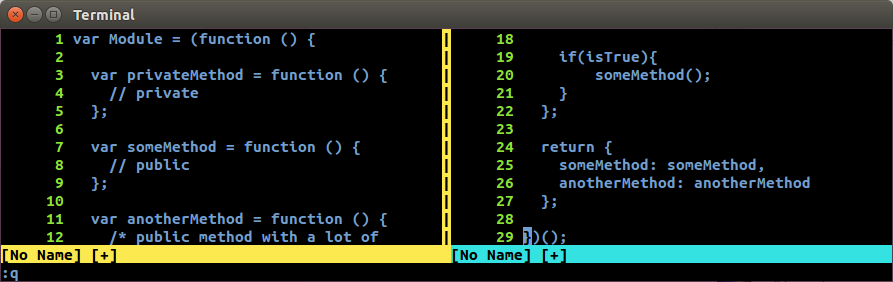 Terminal
1 var Module = (function () {
2
3   var privateMethod = function () {
4     // private
5   };
6
7   var someMethod = function () {
8     // public
9   };
10
11   var anotherMethod = function () {
12     /* public method with a lot of
[No Name] [+]
18
19     if(isTrue){
20         someMethod();
21     }
22   };
23
24   return {
25     someMethod: someMethod,
26     anotherMethod: anotherMethod
27   };
28
29 })();
[No Name] [+]
:q